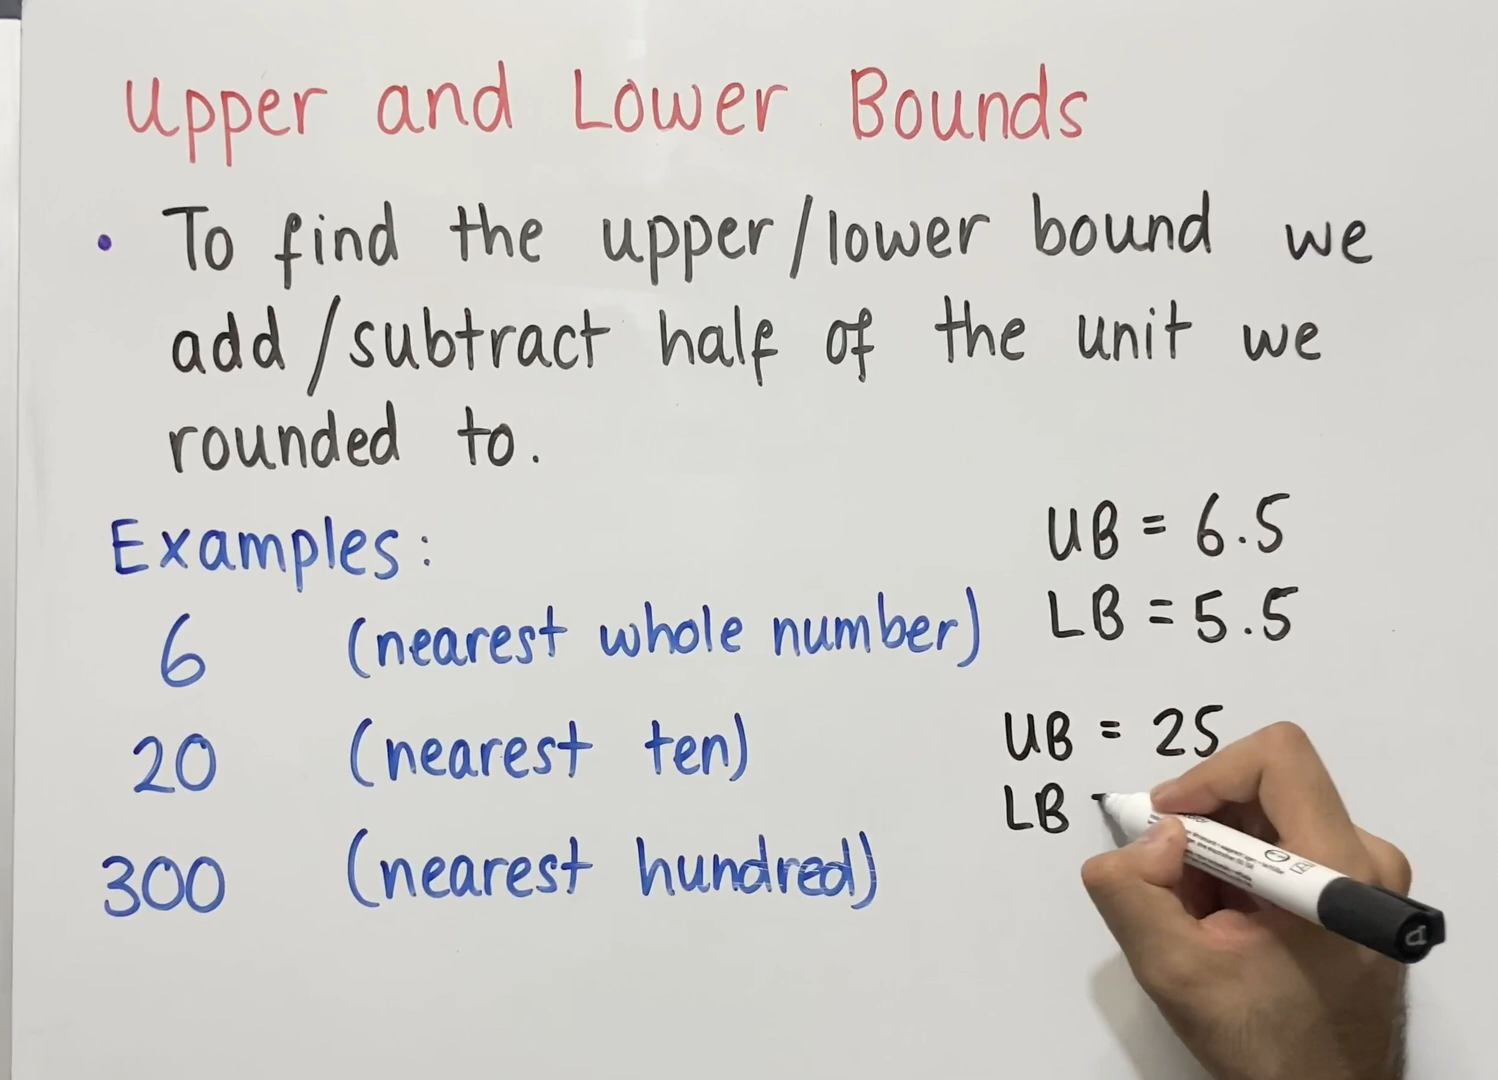 Upper and Lower Bounds
• To find the upper/lower bound we
add/subtract half of the unit we
rounded to.
Examples:
UB = 6.5
6 (nearest whole number) LB = 5.5
20 (nearest ten) UB = 25
LB
300 (nearest hundred)